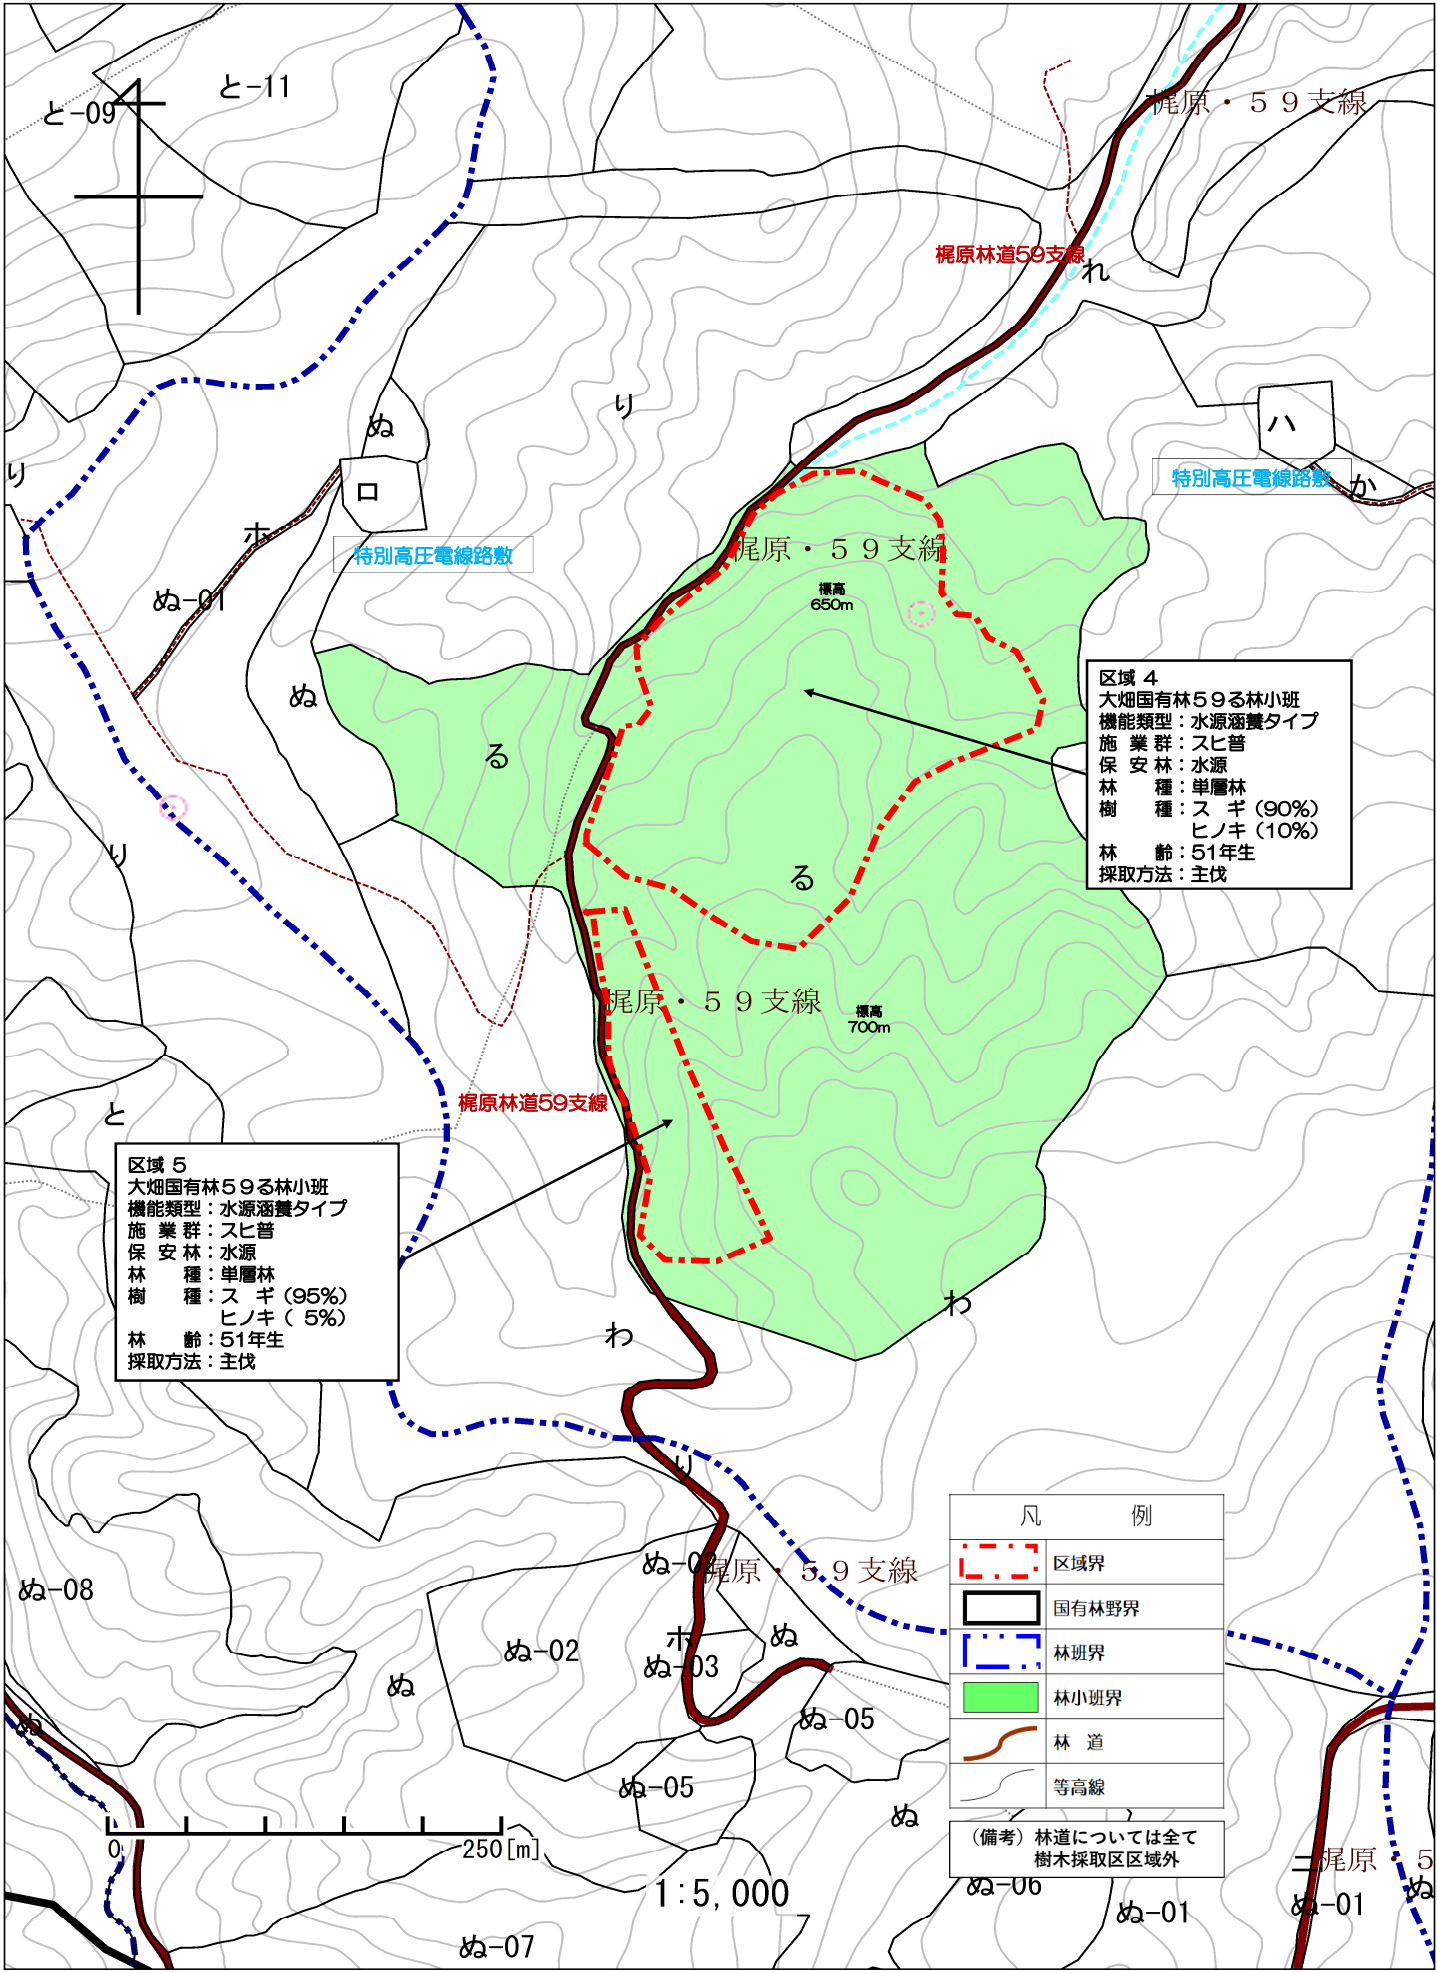 と-09
と-11
梶原・５９支線
梶原林道59支線
れ
り
ぬ
ハ
り
ロ
特別高圧電線路敷
か
ホ
特別高圧電線路敷
梶原・５９支線
ぬ-01
標高
650m
ぬ
る
区域 4
大畑国有林５９る林小班
機能類型：水源涵養タイプ
施 業 群：スヒ普
保 安 林：水源
林　　種：単層林
樹　　種：ス　ギ（90%）
ヒノキ（10%）
林　　齢：51年生
採取方法：主伐
り
る
梶原・５９支線
標高
700m
梶原林道59支線
と
区域 5
大畑国有林５９る林小班
機能類型：水源涵養タイプ
施 業 群：スヒ普
保 安 林：水源
林　　種：単層林
樹　　種：ス　ギ（95%）
ヒノキ（ 5%）
林　　齢：51年生
採取方法：主伐
わ
わ
り
凡　例
区域界
国有林野界
林班界
林小班界
林　道
等高線
（備考）林道については全て
樹木採取区区域外
梶原・５９支線
ぬ-08
ぬ-02
ホ
ぬ
ぬ-03
ぬ
ぬ-05
ぬ
ぬ-05
ぬ
0
250[m]
1:5,000
ニ
梶原・５
ぬ-06
ぬ-01
ぬ-01
ぬ
ぬ-07